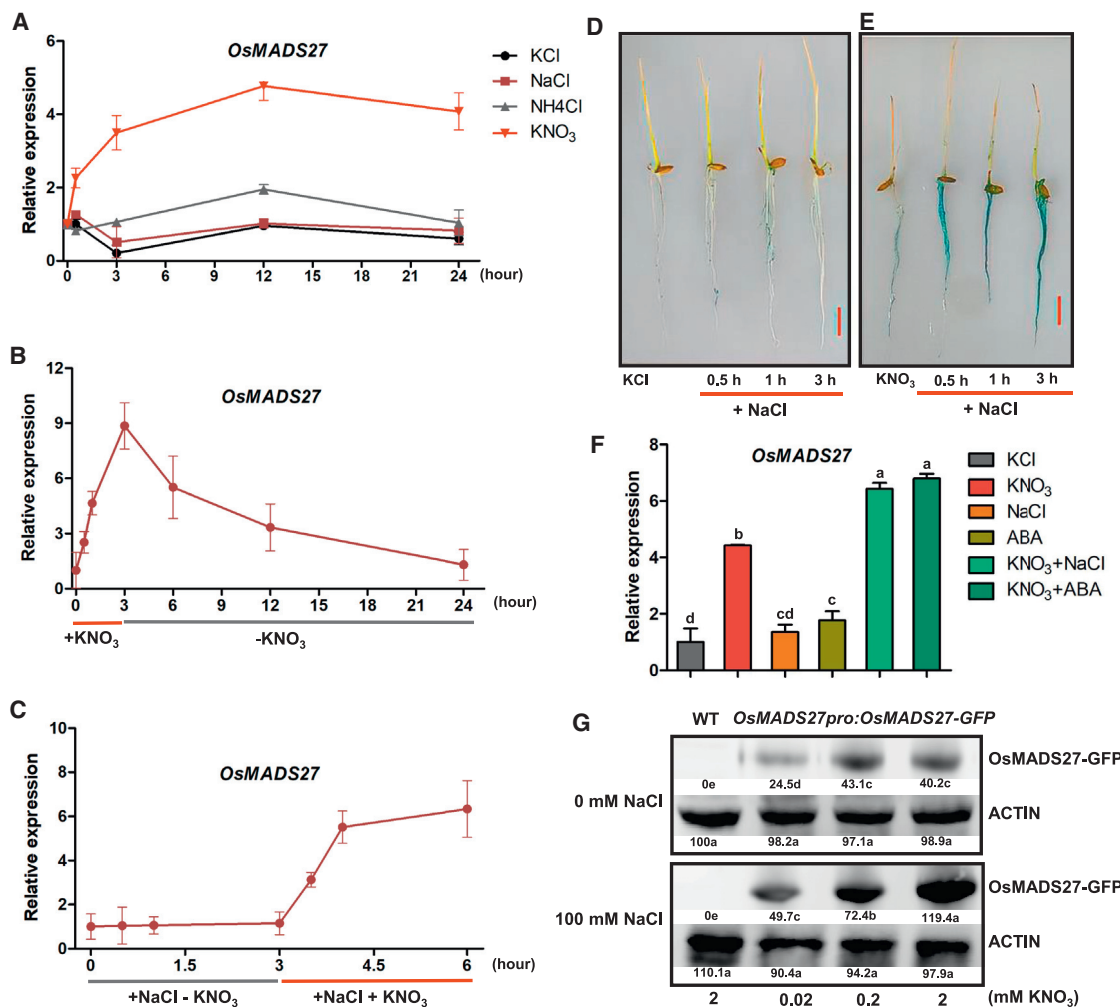 A
OsMADS27
Relative expression
6
4
2
0
0
3
6
9
12
15
18
21
24
(hour)
KCl
NaCl
NH4Cl
KNO₃
B
OsMADS27
Relative expression
12
9
6
3
0
0
3
6
9
12
15
18
21
24
(hour)
+KNO₃
-KNO₃
C
OsMADS27
Relative expression
10
8
6
4
2
0
0
1.5
3
4.5
6
(hour)
+NaCl - KNO₃
+NaCl + KNO₃
D
KCl
0.5 h
1 h
3 h
+ NaCl
E
KNO₃
0.5 h
1 h
3 h
+ NaCl
F
OsMADS27
Relative expression
8
6
4
2
0
d
b
cd
c
a
a
KCl
KNO₃
NaCl
ABA
KNO₃+NaCl
KNO₃+ABA
G
WT
OsMADS27pro:OsMADS27-GFP
0 mM NaCl
OsMADS27-GFP
0e
24.5d
43.1c
40.2c
ACTIN
100a
98.2a
97.1a
98.9a
100 mM NaCl
OsMADS27-GFP
0e
49.7c
72.4b
119.4a
ACTIN
110.1a
90.4a
94.2a
97.9a
2
0.02
0.2
2
(mM KNO₃)